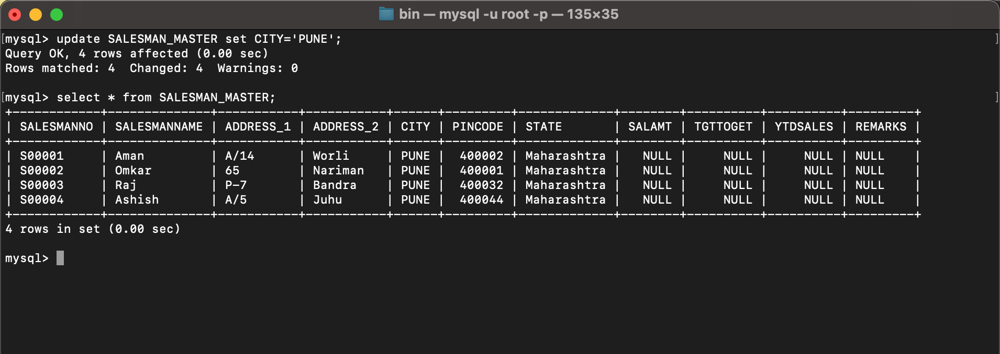 bin — mysql -u root -p — 135×35
[mysql> update SALESMAN_MASTER set CITY='PUNE'; ]
Query OK, 4 rows affected (0.00 sec)
Rows matched: 4  Changed: 4  Warnings: 0
[mysql> select * from SALESMAN_MASTER; ]
+------------+--------------+-----------+-----------+------+---------+-------------+--------+----------+----------+---------+
| SALESMANNO | SALESMANNAME | ADDRESS_1 | ADDRESS_2 | CITY | PINCODE | STATE       | SALAMT | TGTTOGET | YTDSALES | REMARKS |
+------------+--------------+-----------+-----------+------+---------+-------------+--------+----------+----------+---------+
| S00001     | Aman         | A/14      | Worli     | PUNE |  400002 | Maharashtra |   NULL |     NULL |     NULL | NULL    |
| S00002     | Omkar        | 65        | Nariman   | PUNE |  400001 | Maharashtra |   NULL |     NULL |     NULL | NULL    |
| S00003     | Raj          | P-7       | Bandra    | PUNE |  400032 | Maharashtra |   NULL |     NULL |     NULL | NULL    |
| S00004     | Ashish       | A/5       | Juhu      | PUNE |  400044 | Maharashtra |   NULL |     NULL |     NULL | NULL    |
+------------+--------------+-----------+-----------+------+---------+-------------+--------+----------+----------+---------+
4 rows in set (0.00 sec)
mysql>